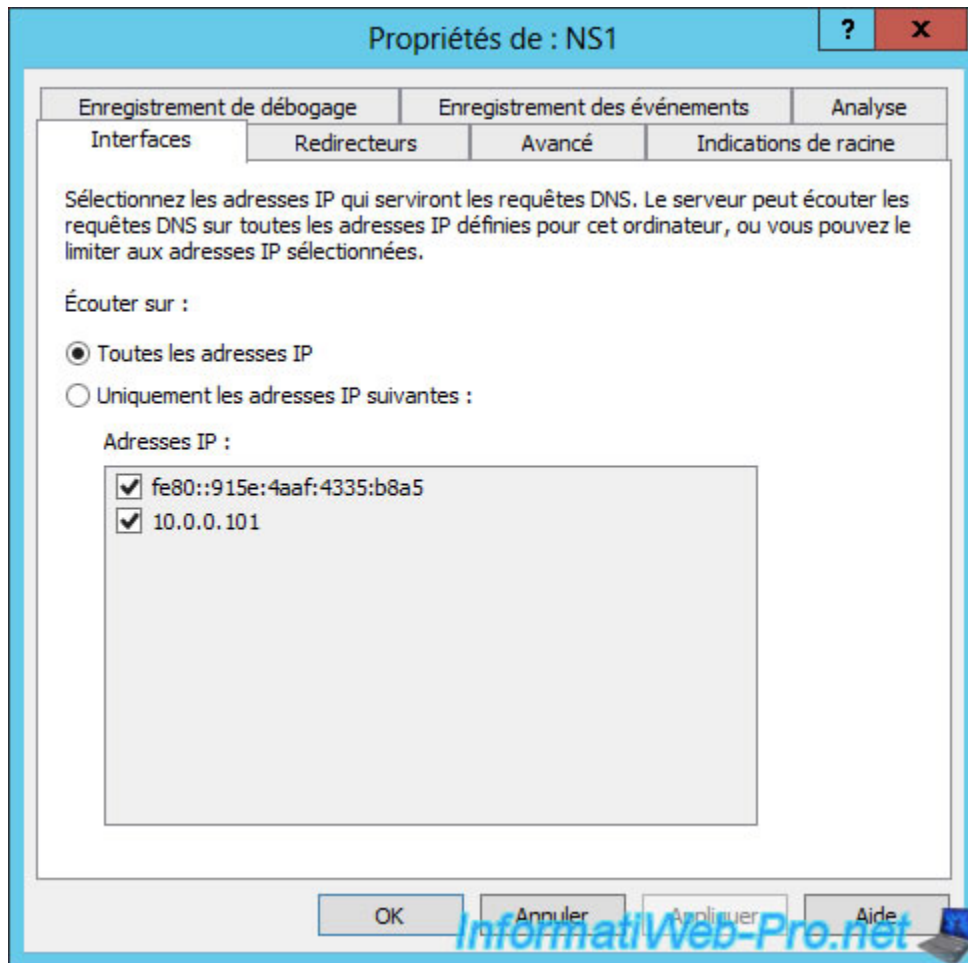 Propriétés de : NS1
?
x
Enregistrement de débogage
Enregistrement des événements
Analyse
Interfaces
Redirecteurs
Avancé
Indications de racine
Sélectionnez les adresses IP qui serviront les requêtes DNS. Le serveur peut écouter les
requêtes DNS sur toutes les adresses IP définies pour cet ordinateur, ou vous pouvez le
limiter aux adresses IP sélectionnées.
Écouter sur :
Toutes les adresses IP
Uniquement les adresses IP suivantes :
Adresses IP :
fe80::915e:4aaf:4335:b8a5
10.0.0.101
OK
Annuler
Appliquer
Aide
InformatiWeb-Pro.net